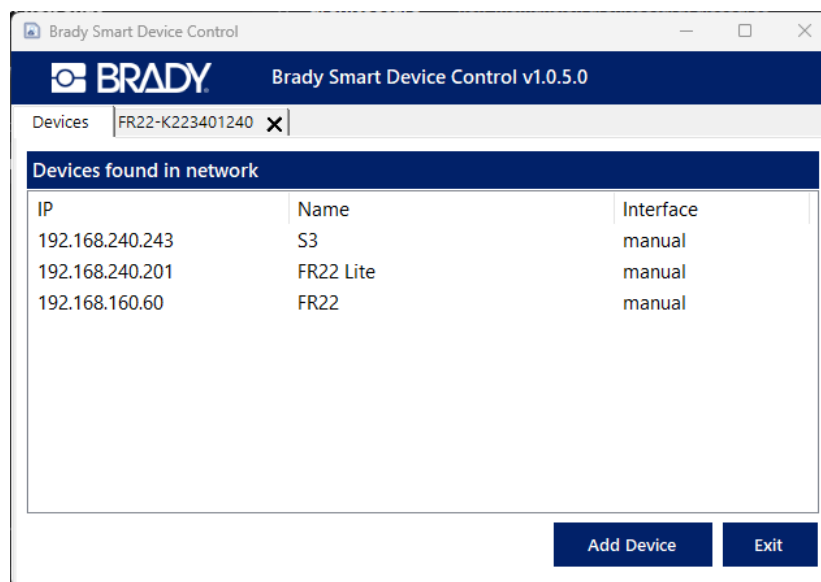 Brady Smart Device Control
BRADY. Brady Smart Device Control v1.0.5.0
Devices FR22-K223401240
Devices found in network
IP Name Interface
192.168.240.243 S3 manual
192.168.240.201 FR22 Lite manual
192.168.160.60 FR22 manual
Add Device Exit